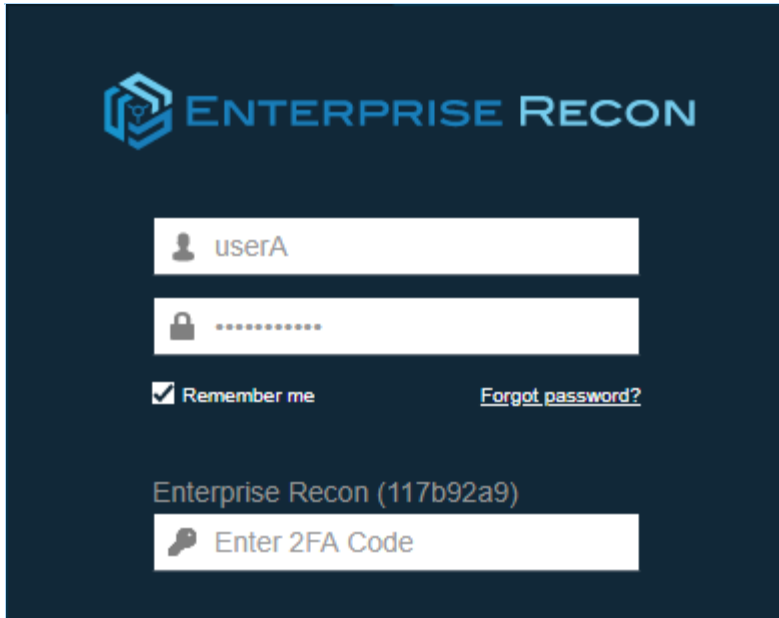 ENTERPRISE RECON
userA
•••••••••••
Remember me Forgot password?
Enterprise Recon (117b92a9)
Enter 2FA Code